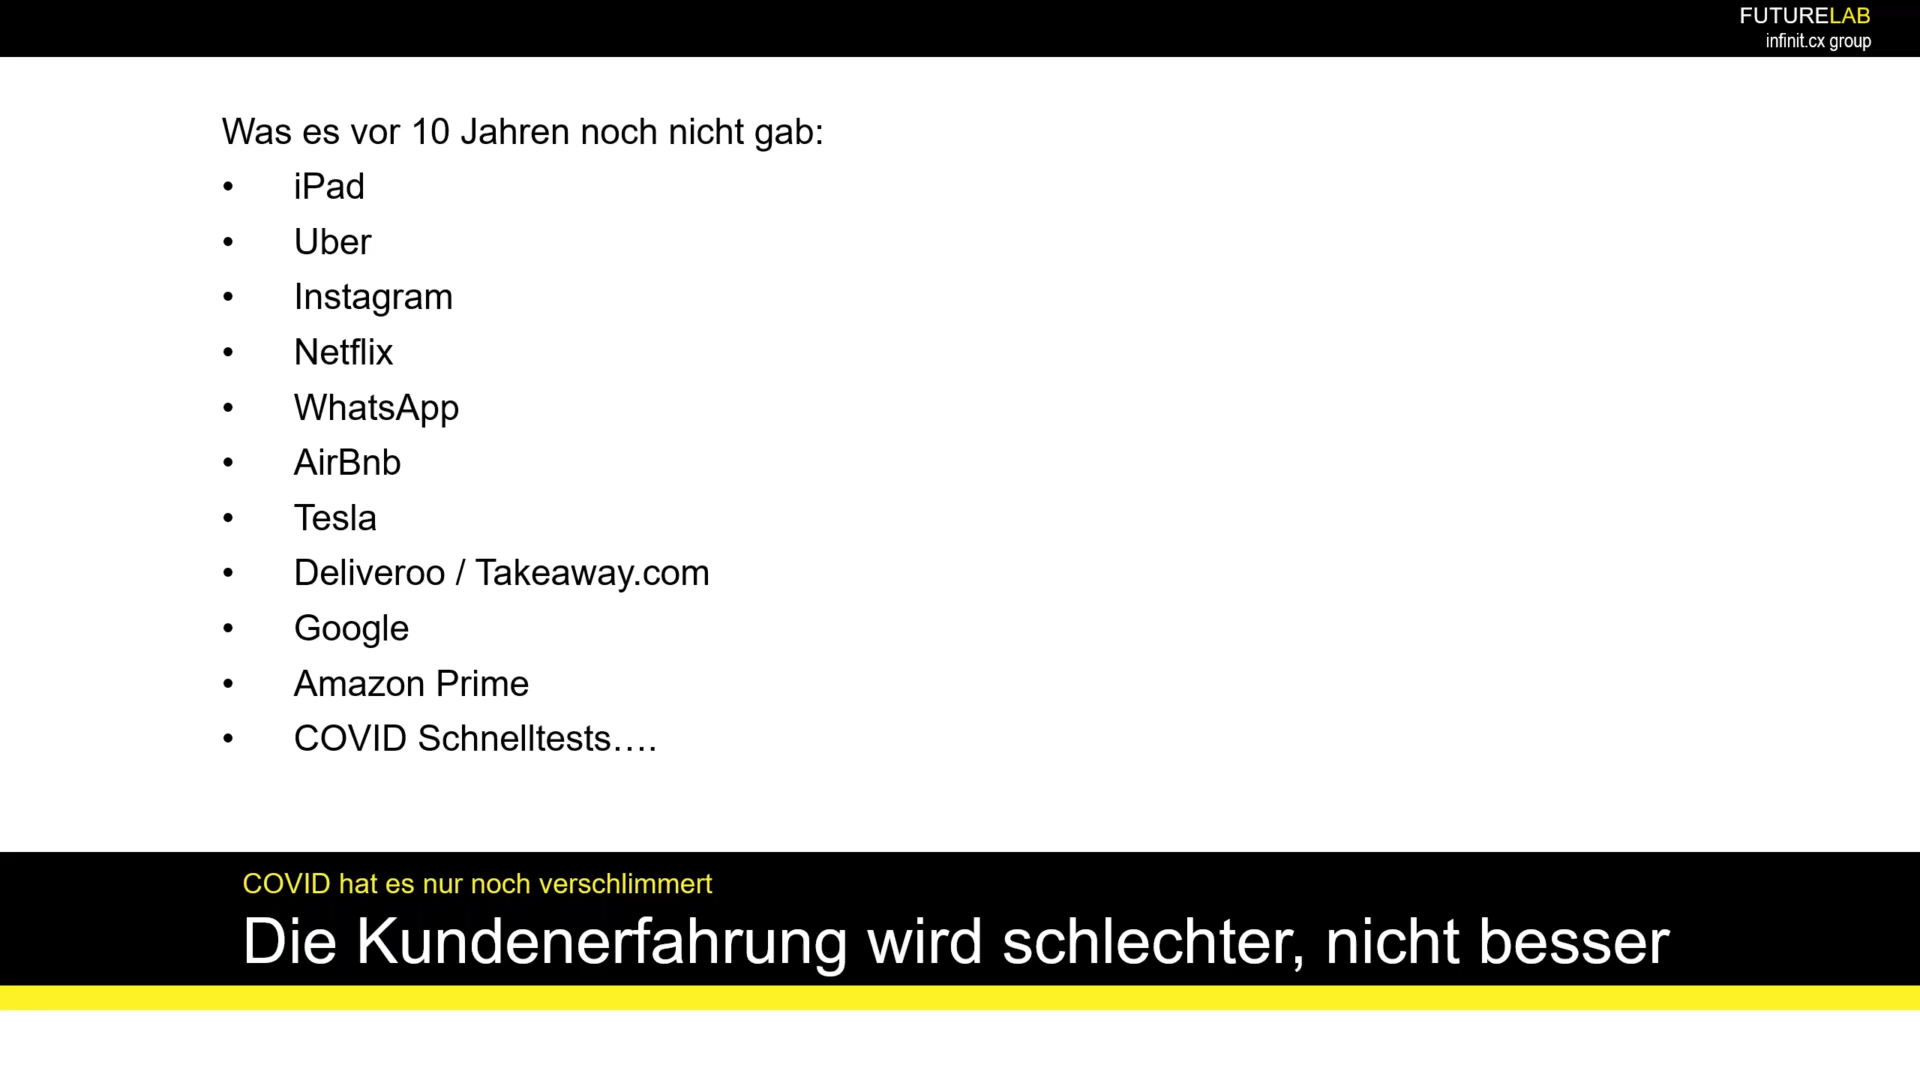 FUTURELAB
infinit.cx group
Was es vor 10 Jahren noch nicht gab:
• iPad
• Uber
• Instagram
• Netflix
• WhatsApp
• AirBnb
• Tesla
• Deliveroo / Takeaway.com
• Google
• Amazon Prime
• COVID Schnelltests….
COVID hat es nur noch verschlimmert
Die Kundenerfahrung wird schlechter, nicht besser